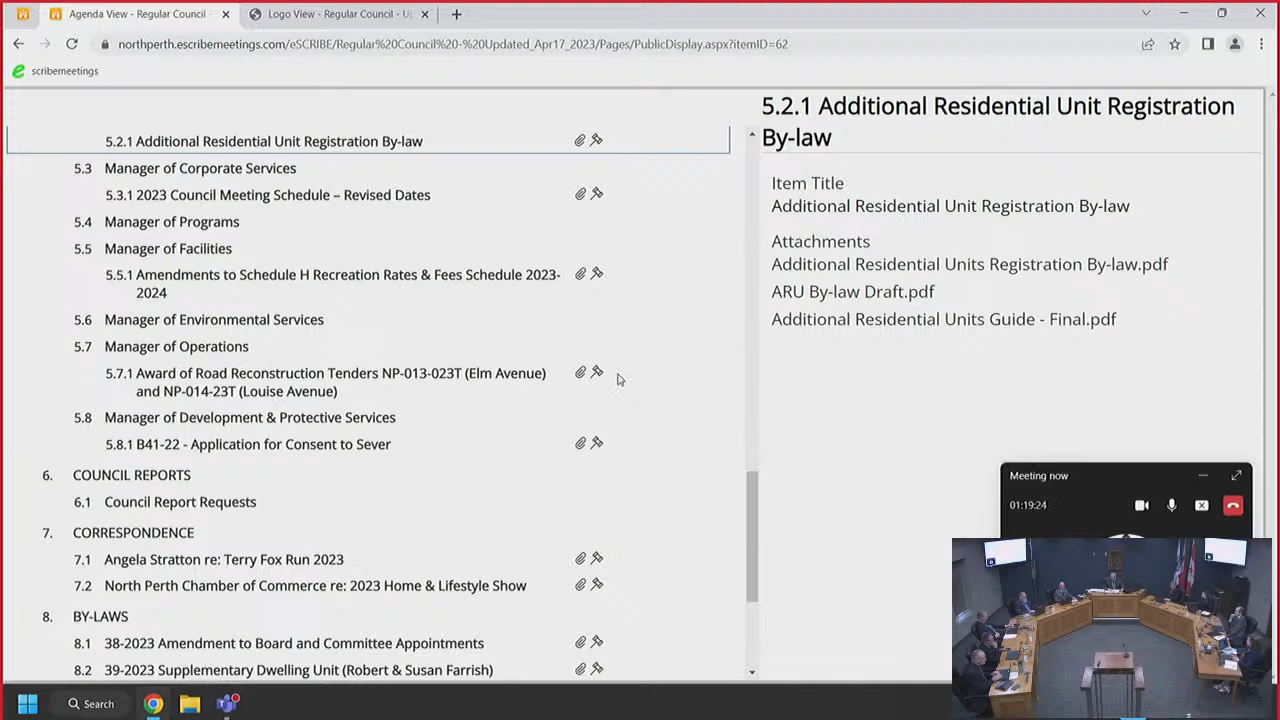 Agenda View - Regular Council -
Logo View - Regular Council - U
northperth.escribemeetings.com/eSCRIBE/Regular%20Council%20-%20Updated_Apr17_2023/Pages/PublicDisplay.aspx?itemID=62
scribemeetings
5.2.1 Additional Residential Unit Registration By-law
5.3 Manager of Corporate Services
5.3.1 2023 Council Meeting Schedule – Revised Dates
5.4 Manager of Programs
5.5 Manager of Facilities
5.5.1 Amendments to Schedule H Recreation Rates & Fees Schedule 2023-
2024
5.6 Manager of Environmental Services
5.7 Manager of Operations
5.7.1 Award of Road Reconstruction Tenders NP-013-023T (Elm Avenue)
and NP-014-23T (Louise Avenue)
5.8 Manager of Development & Protective Services
5.8.1 B41-22 - Application for Consent to Sever
6. COUNCIL REPORTS
6.1 Council Report Requests
7. CORRESPONDENCE
7.1 Angela Stratton re: Terry Fox Run 2023
7.2 North Perth Chamber of Commerce re: 2023 Home & Lifestyle Show
8. BY-LAWS
8.1 38-2023 Amendment to Board and Committee Appointments
8.2 39-2023 Supplementary Dwelling Unit (Robert & Susan Farrish)
5.2.1 Additional Residential Unit Registration
By-law
Item Title
Additional Residential Unit Registration By-law
Attachments
Additional Residential Units Registration By-law.pdf
ARU By-law Draft.pdf
Additional Residential Units Guide - Final.pdf
Meeting now
01:19:24
Search